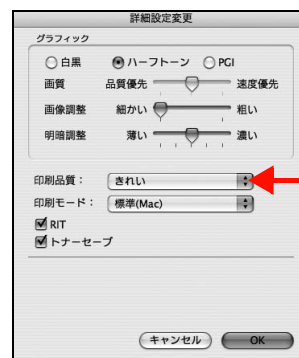 詳細設定変更
グラフィック
白黒 ハーフトーン PGI
画質 品質優先 速度優先
画像調整 細かい 粗い
明暗調整 薄い 濃い
印刷品質： きれい
印刷モード： 標準(Mac)
RIT
トナーセーブ
キャンセル OK